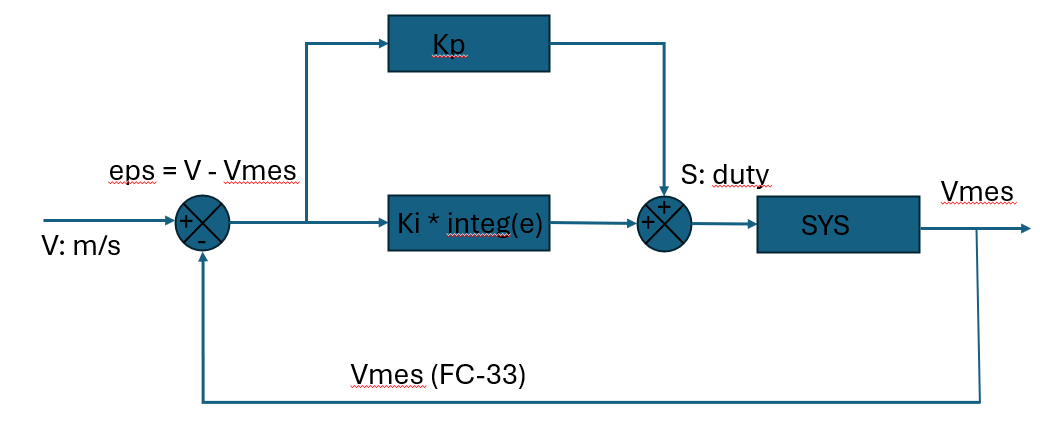 Kp
eps = V - Vmes
S: duty
Vmes
+
-
Ki * integ(e)
+
+
SYS
V: m/s
Vmes (FC-33)